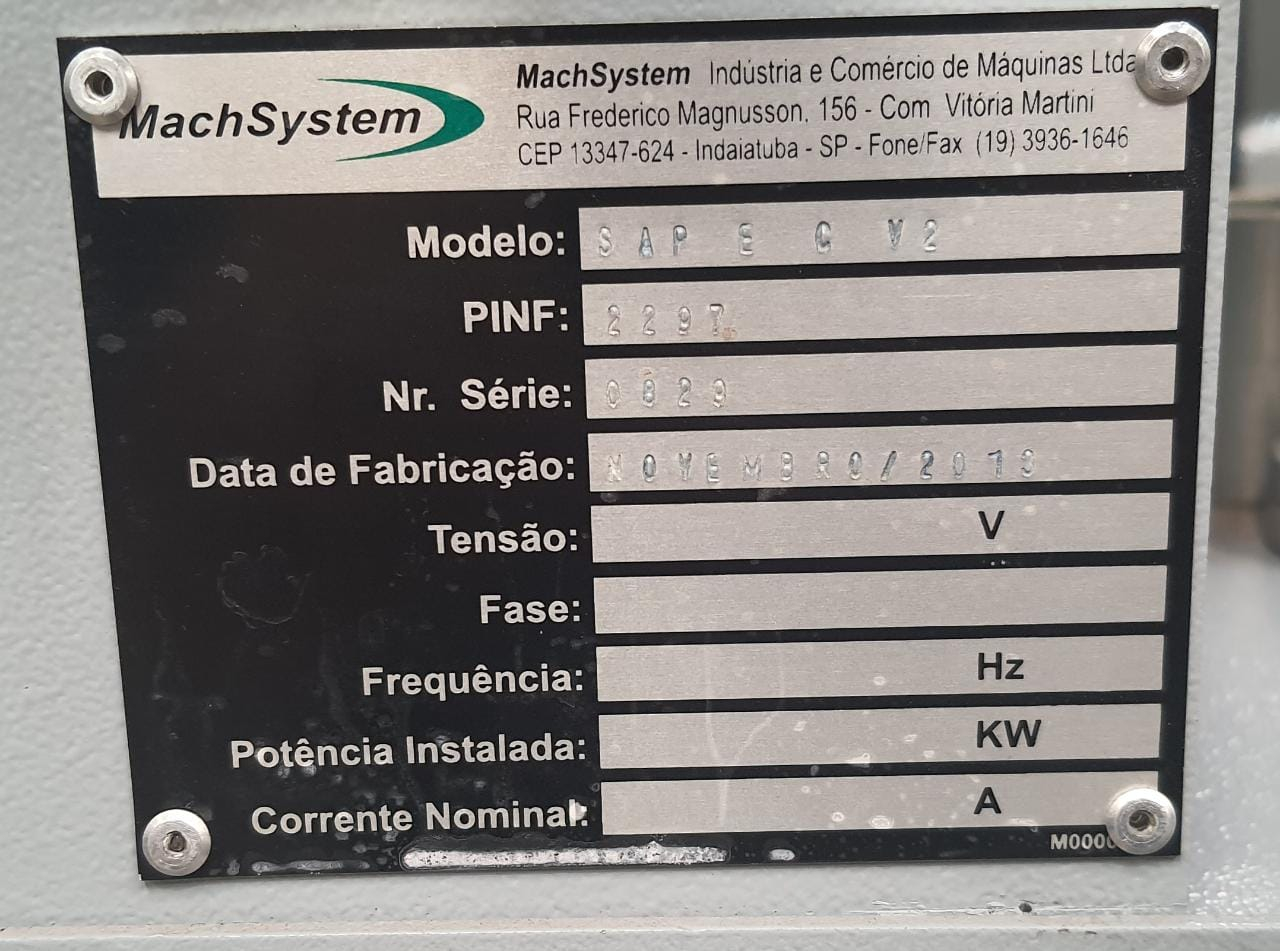 MachSystem
MachSystem Indústria e Comércio de Máquinas Ltda
Rua Frederico Magnusson, 156 - Com Vitória Martini
CEP 13347-624 - Indaiatuba - SP - Fone/Fax (19) 3936-1646
Modelo: SAP E C V2
PINF: 2297
Nr. Série: 0829
Data de Fabricação: NOVEMBRO/2013
Tensão: V
Fase:
Frequência: Hz
Potência Instalada: KW
Corrente Nominal: A